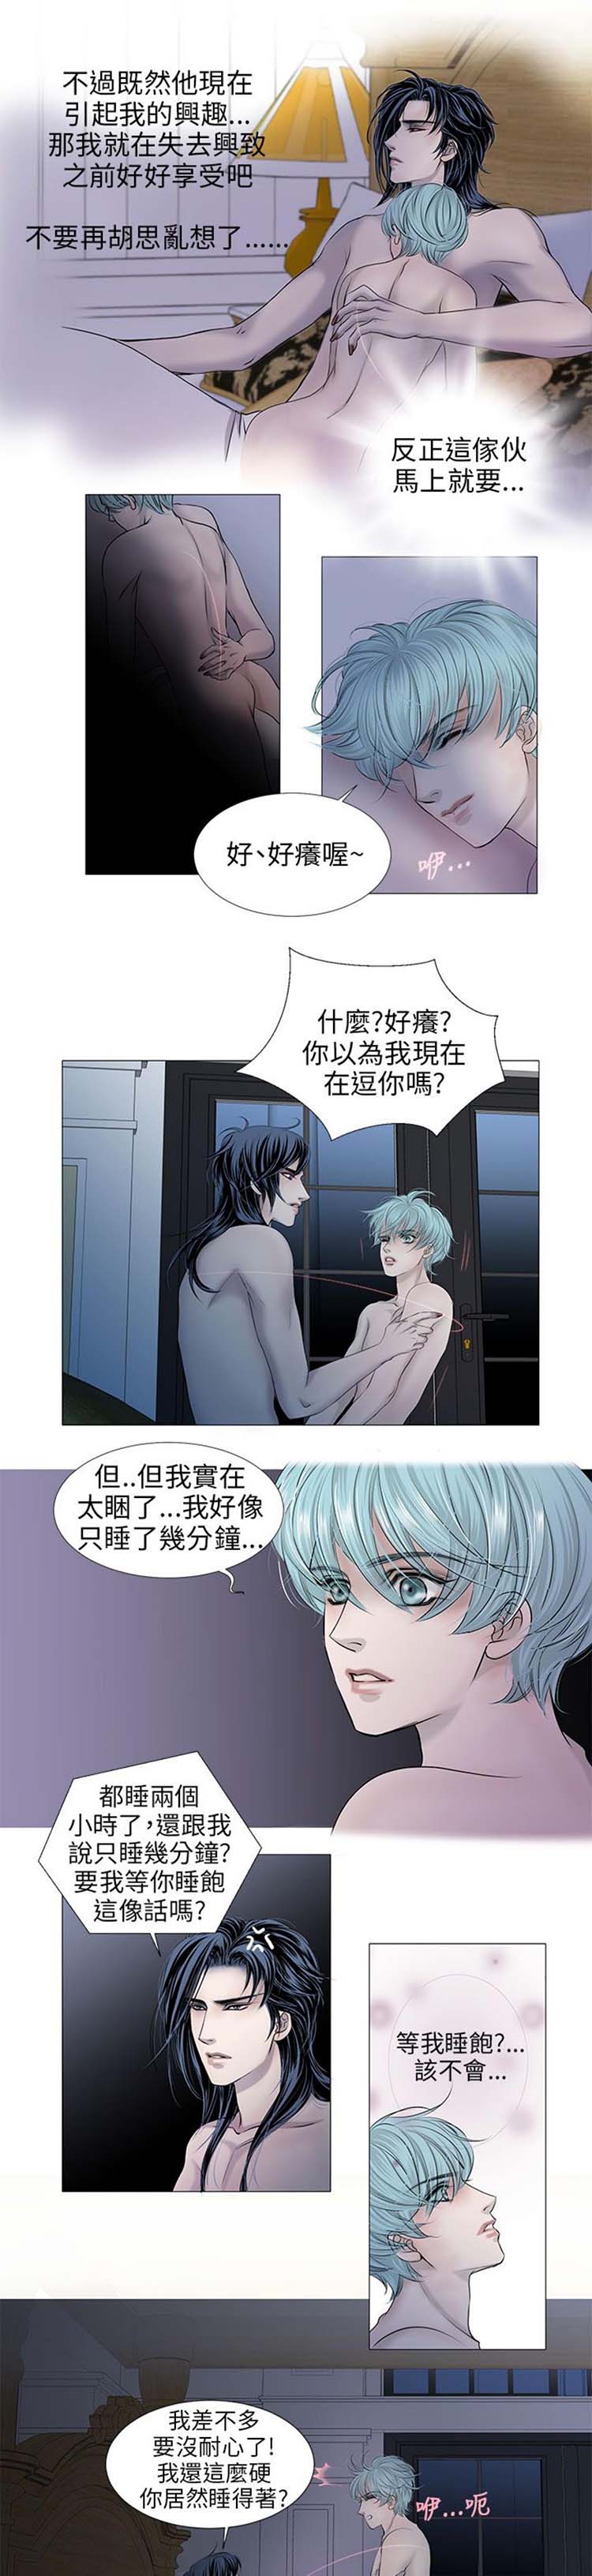 不過既然他現在
引起我的興趣...
那我就在失去興致
之前好好享受吧
不要再胡思亂想了......
反正這傢伙
馬上就要...
好、好癢喔~
咿...
什麼?好癢?
你以為我現在
在逗你嗎?
但..但我實在
太睏了...我好像
只睡了幾分鐘...
都睡兩個
小時了,還跟我
說只睡幾分鐘?
要我等你睡飽
這像話嗎?
等我睡飽?...
該不會...
我差不多
要沒耐心了!
我還這麼硬
你居然睡得著?
咿...呃